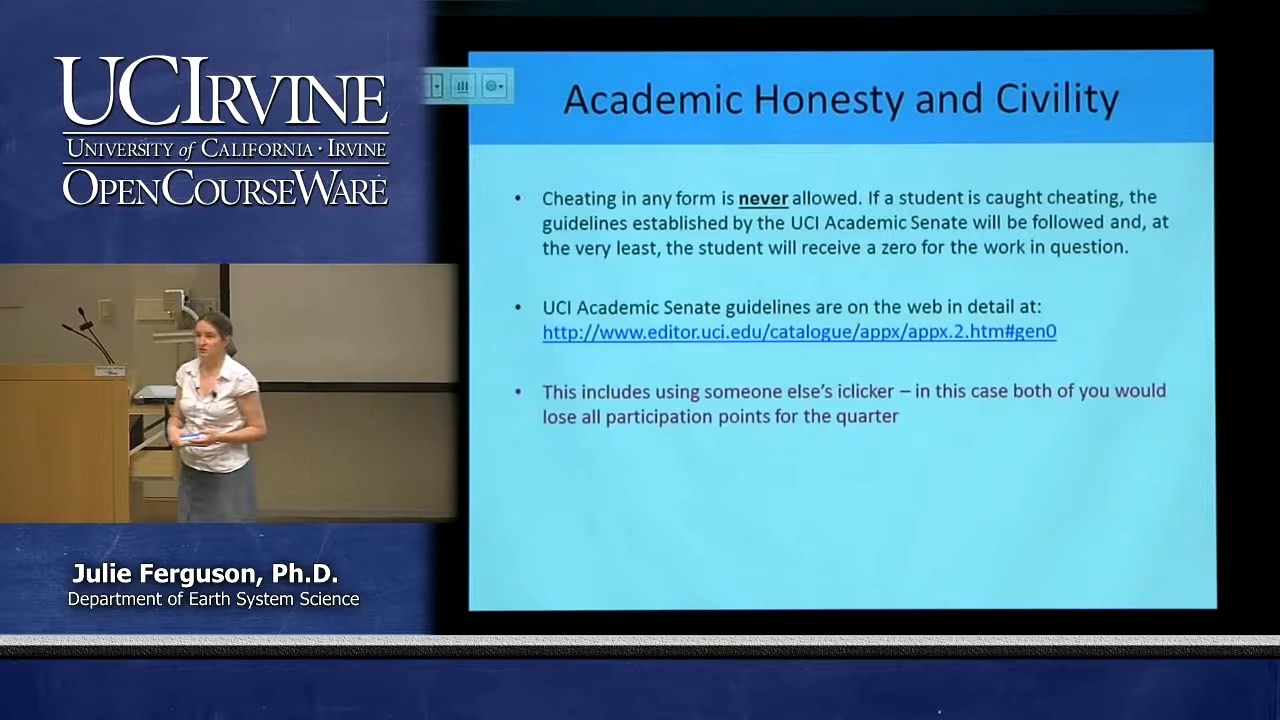 UCIRVINE
UNIVERSITY of CALIFORNIA · IRVINE
OPENCOURSEWARE
Academic Honesty and Civility
• Cheating in any form is never allowed. If a student is caught cheating, the
guidelines established by the UCI Academic Senate will be followed and, at
the very least, the student will receive a zero for the work in question.
• UCI Academic Senate guidelines are on the web in detail at:
http://www.editor.uci.edu/catalogue/appx/appx.2.htm#gen0
• This includes using someone else's iclicker – in this case both of you would
lose all participation points for the quarter
Julie Ferguson, Ph.D.
Department of Earth System Science